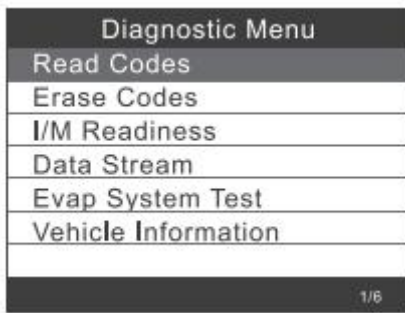 Diagnostic Menu
Read Codes
Erase Codes
I/M Readiness
Data Stream
Evap System Test
Vehicle Information
1/6